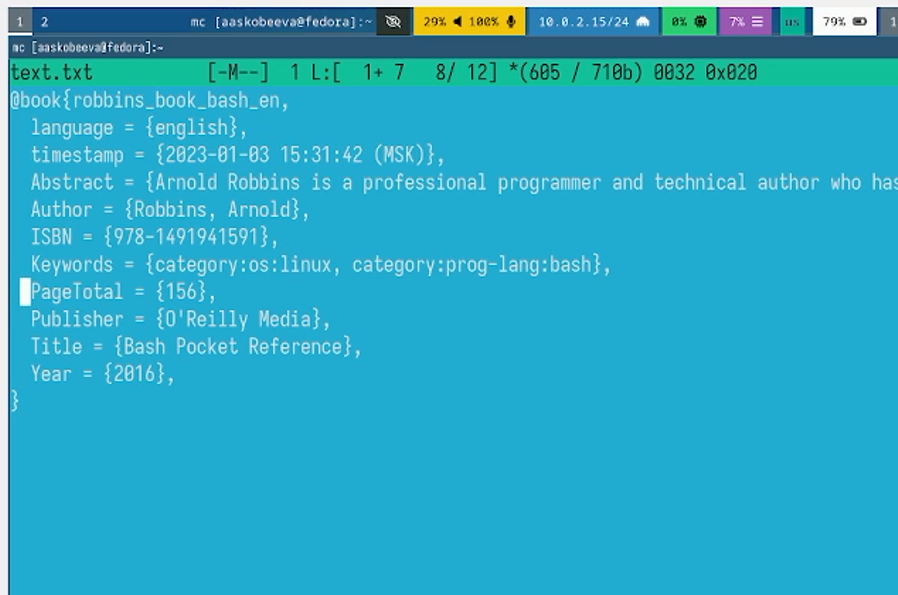 1 2 mc [aaskobeeva@fedora]:~ 29% 100% 10.0.2.15/24 0% 7% us 79% 1
mc [aaskobeeva@fedora]:~
text.txt [-M--] 1 L:[ 1+ 7 8/ 12] *(605 / 710b) 0032 0x020
@book{robbins_book_bash_en,
language = {english},
timestamp = {2023-01-03 15:31:42 (MSK)},
Abstract = {Arnold Robbins is a professional programmer and technical author who has
Author = {Robbins, Arnold},
ISBN = {978-1491941591},
Keywords = {category:os:linux, category:prog-lang:bash},
PageTotal = {156},
Publisher = {O'Reilly Media},
Title = {Bash Pocket Reference},
Year = {2016},
}